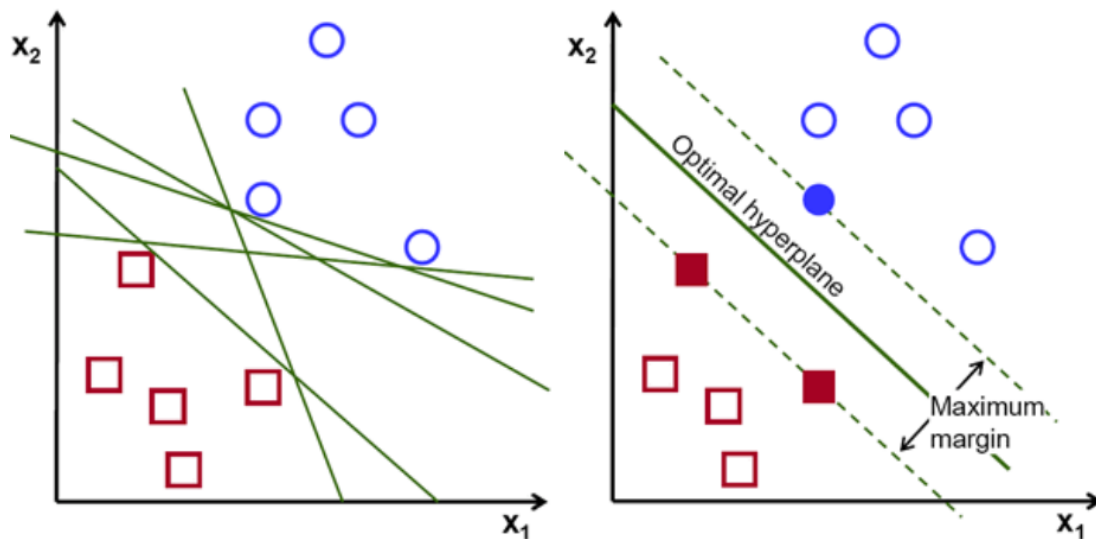 x₂
x₁
x₂
Optimal hyperplane
Maximum
margin
x₁